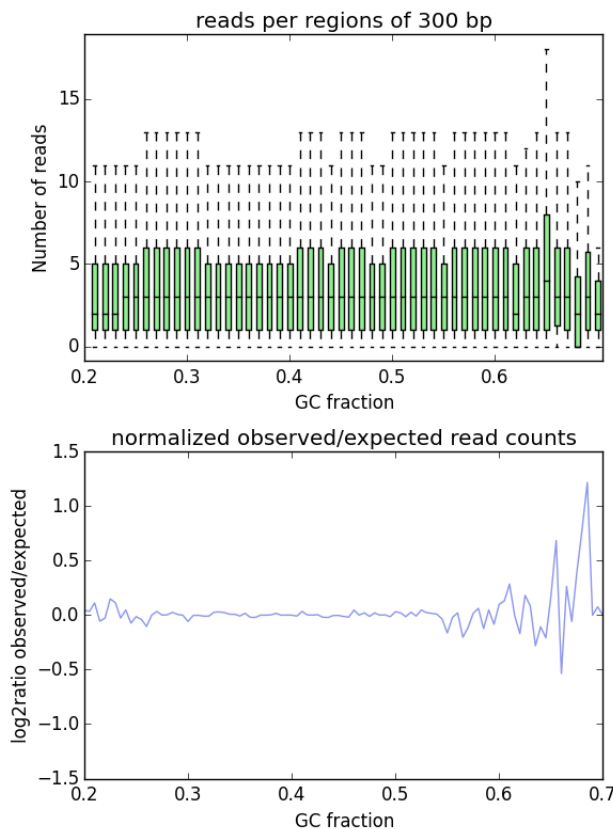 reads per regions of 300 bp
Number of reads
15
10
5
0
0.2 0.3 0.4 0.5 0.6
GC fraction
normalized observed/expected read counts
log2ratio observed/expected
1.5
1.0
0.5
0.0
−0.5
−1.0
−1.5
0.2 0.3 0.4 0.5 0.6 0.7
GC fraction